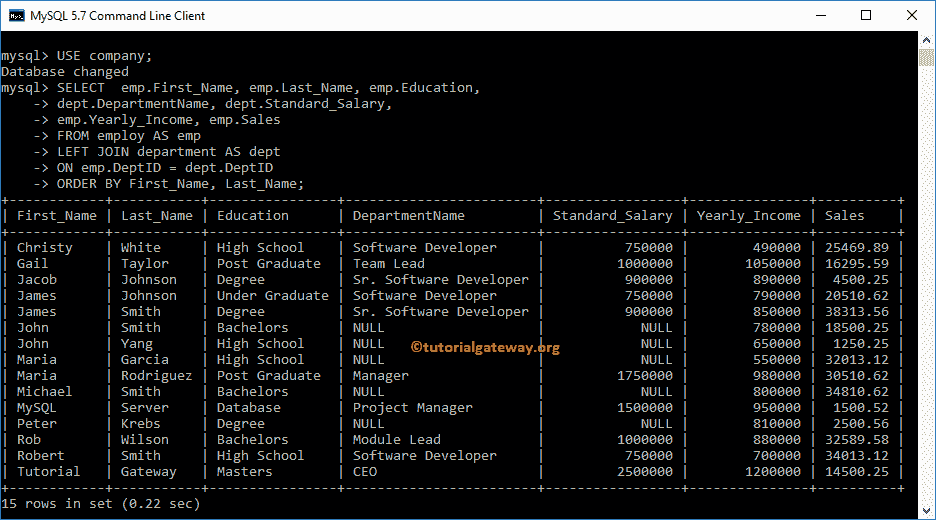 MySQL 5.7 Command Line Client
mysql> USE company;
Database changed
mysql> SELECT  emp.First_Name, emp.Last_Name, emp.Education,
    -> dept.DepartmentName, dept.Standard_Salary,
    -> emp.Yearly_Income, emp.Sales
    -> FROM employ AS emp
    -> LEFT JOIN department AS dept
    -> ON emp.DeptID = dept.DeptID
    -> ORDER BY First_Name, Last_Name;
+------------+-----------+----------------+------------------------+-----------------+---------------+----------+
| First_Name | Last_Name | Education      | DepartmentName         | Standard_Salary | Yearly_Income | Sales    |
+------------+-----------+----------------+------------------------+-----------------+---------------+----------+
| Christy    | White     | High School    | Software Developer     |          750000 |        490000 | 25469.89 |
| Gail       | Taylor    | Post Graduate  | Team Lead              |         1000000 |       1050000 | 16295.59 |
| Jacob      | Johnson   | Degree         | Sr. Software Developer |          900000 |        890000 |  4500.25 |
| James      | Johnson   | Under Graduate | Software Developer     |          750000 |        790000 | 20510.62 |
| James      | Smith     | Degree         | Sr. Software Developer |          900000 |        850000 | 38313.56 |
| John       | Smith     | Bachelors      | NULL                   |            NULL |        780000 | 18500.25 |
| John       | Yang      | High School    | NULL                   |            NULL |        650000 |  1250.25 |
©tutorialgateway.org
| Maria      | Garcia    | High School    | NULL                   |            NULL |        550000 | 32013.12 |
| Maria      | Rodriguez | Post Graduate  | Manager                |         1750000 |        980000 | 30510.62 |
| Michael    | Smith     | Bachelors      | NULL                   |            NULL |        800000 | 34810.62 |
| MySQL      | Server    | Database       | Project Manager        |         1500000 |        950000 |  1500.52 |
| Peter      | Krebs     | Degree         | NULL                   |            NULL |        810000 |  2500.56 |
| Rob        | Wilson    | Bachelors      | Module Lead            |         1000000 |        880000 | 32589.58 |
| Robert     | Smith     | High School    | Software Developer     |          750000 |        700000 | 34013.12 |
| Tutorial   | Gateway   | Masters        | CEO                    |         2500000 |       1200000 | 14500.25 |
+------------+-----------+----------------+------------------------+-----------------+---------------+----------+
15 rows in set (0.22 sec)